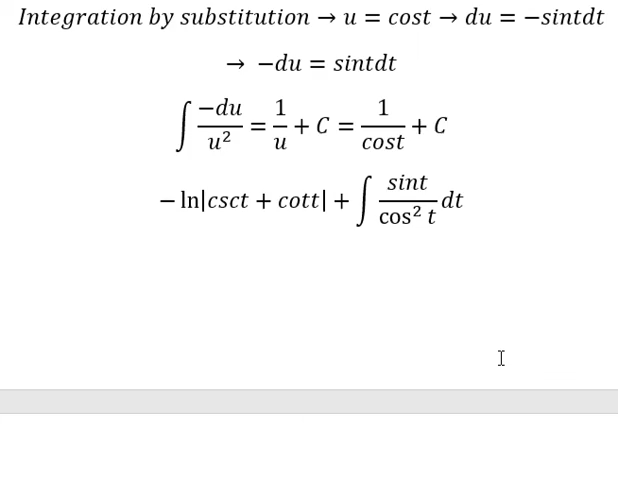 Integration by substitution → u = cost → du = −sintdt
→ −du = sintdt
∫ −du/u² = 1/u + C = 1/cost + C
− ln|csct + cott| + ∫ sint/cos² t dt